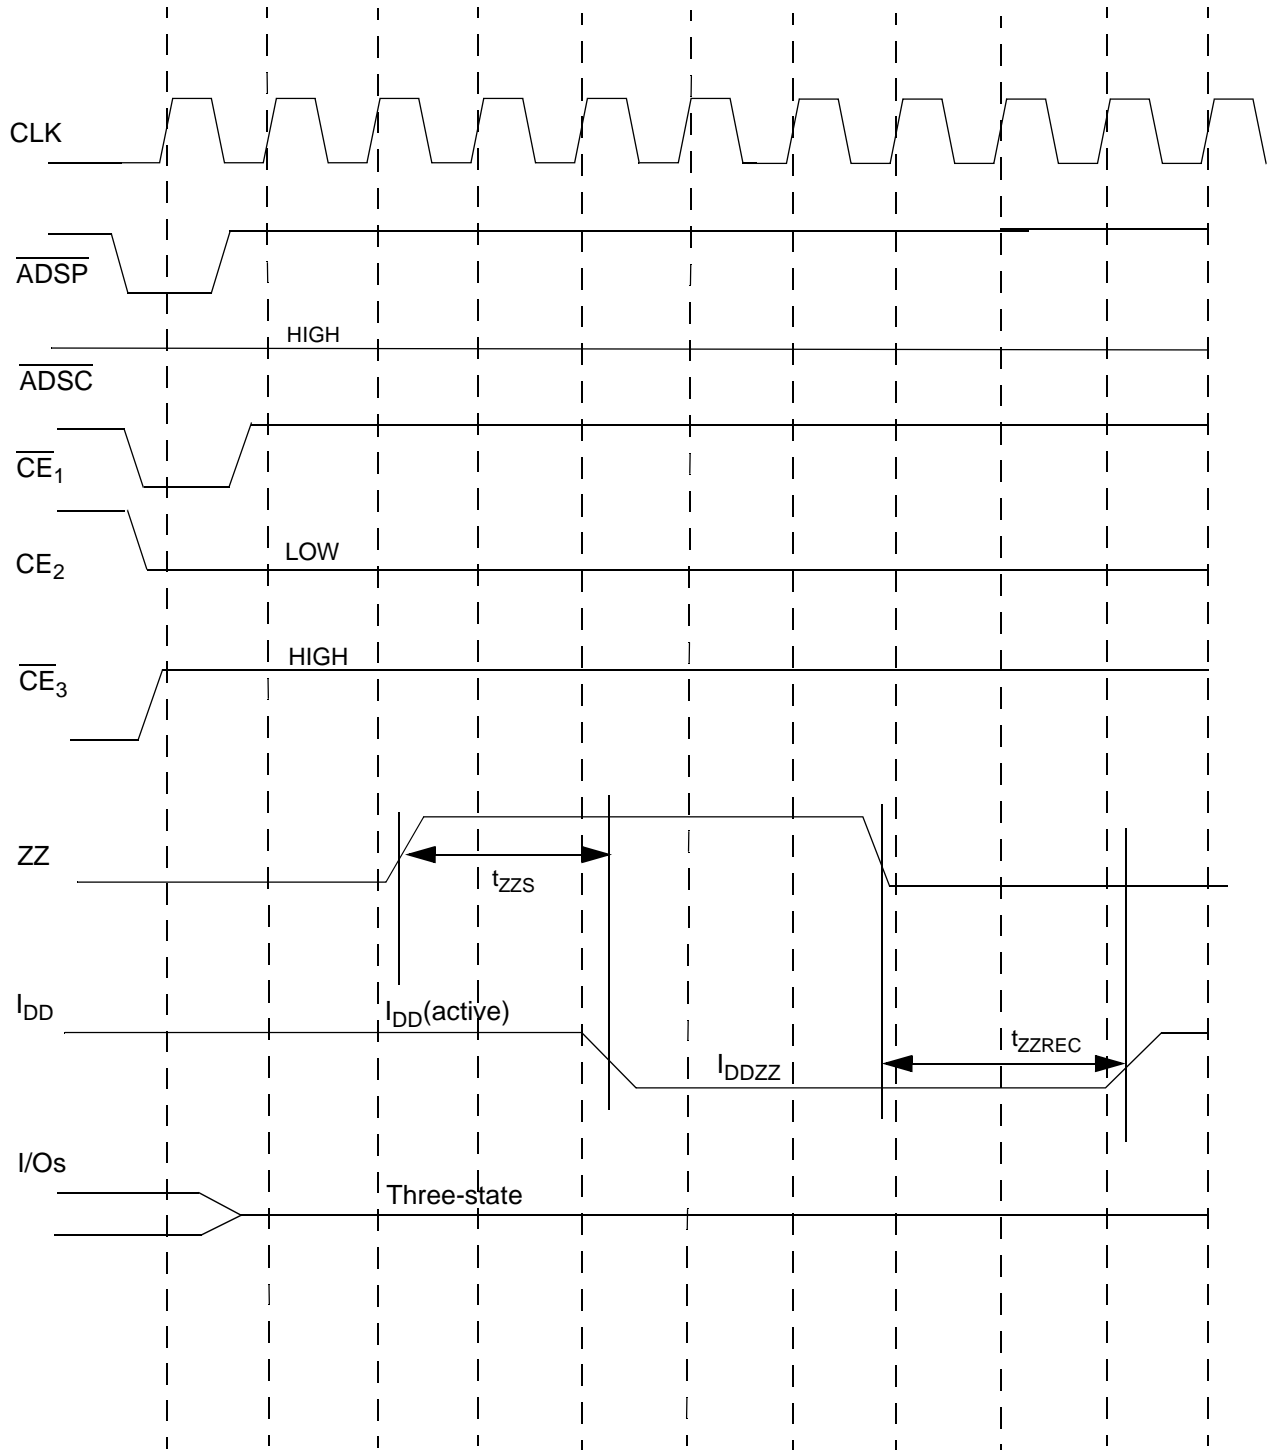 CLK
ADSP
HIGH
ADSC
CE1
LOW
CE2
HIGH
CE3
ZZ
tZZS
IDD
IDD(active)
tZZREC
IDDZZ
I/Os
Three-state